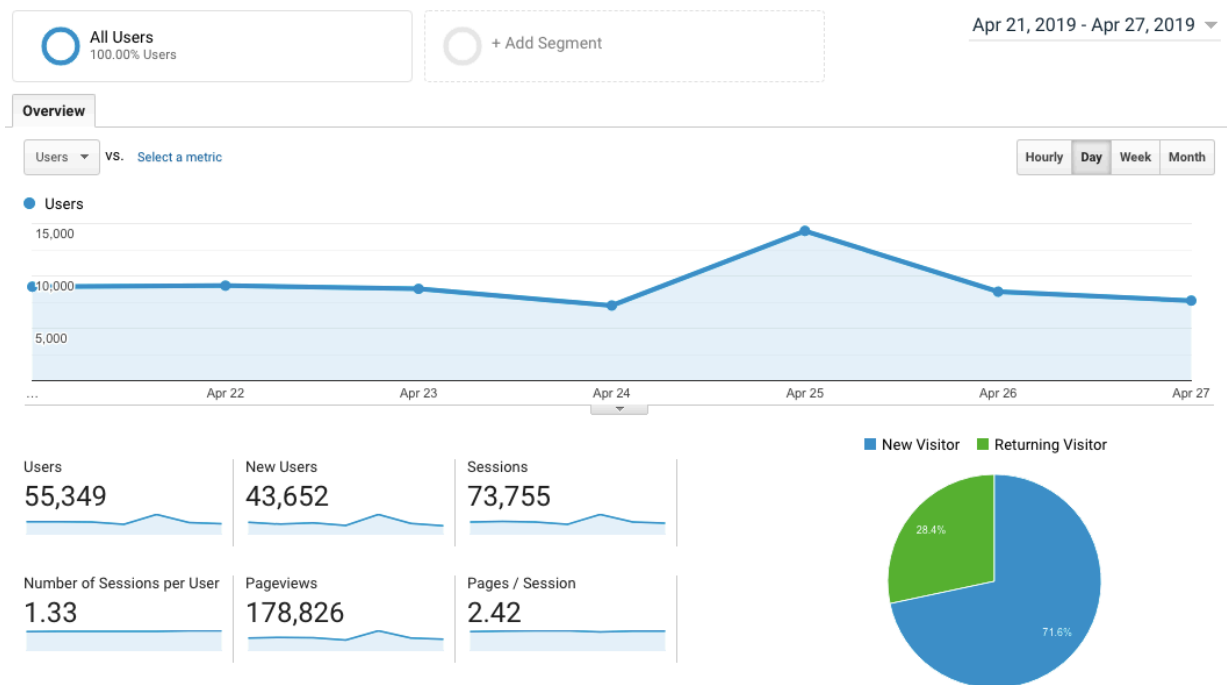 All Users
100.00% Users
+ Add Segment
Apr 21, 2019 - Apr 27, 2019
Overview
Users VS. Select a metric
Hourly Day Week Month
Users
15,000
10,000
5,000
... Apr 22 Apr 23 Apr 24 Apr 25 Apr 26 Apr 27
New Visitor Returning Visitor
Users New Users Sessions
55,349 43,652 73,755
28.4%
Number of Sessions per User Pageviews Pages / Session
1.33 178,826 2.42
71.6%